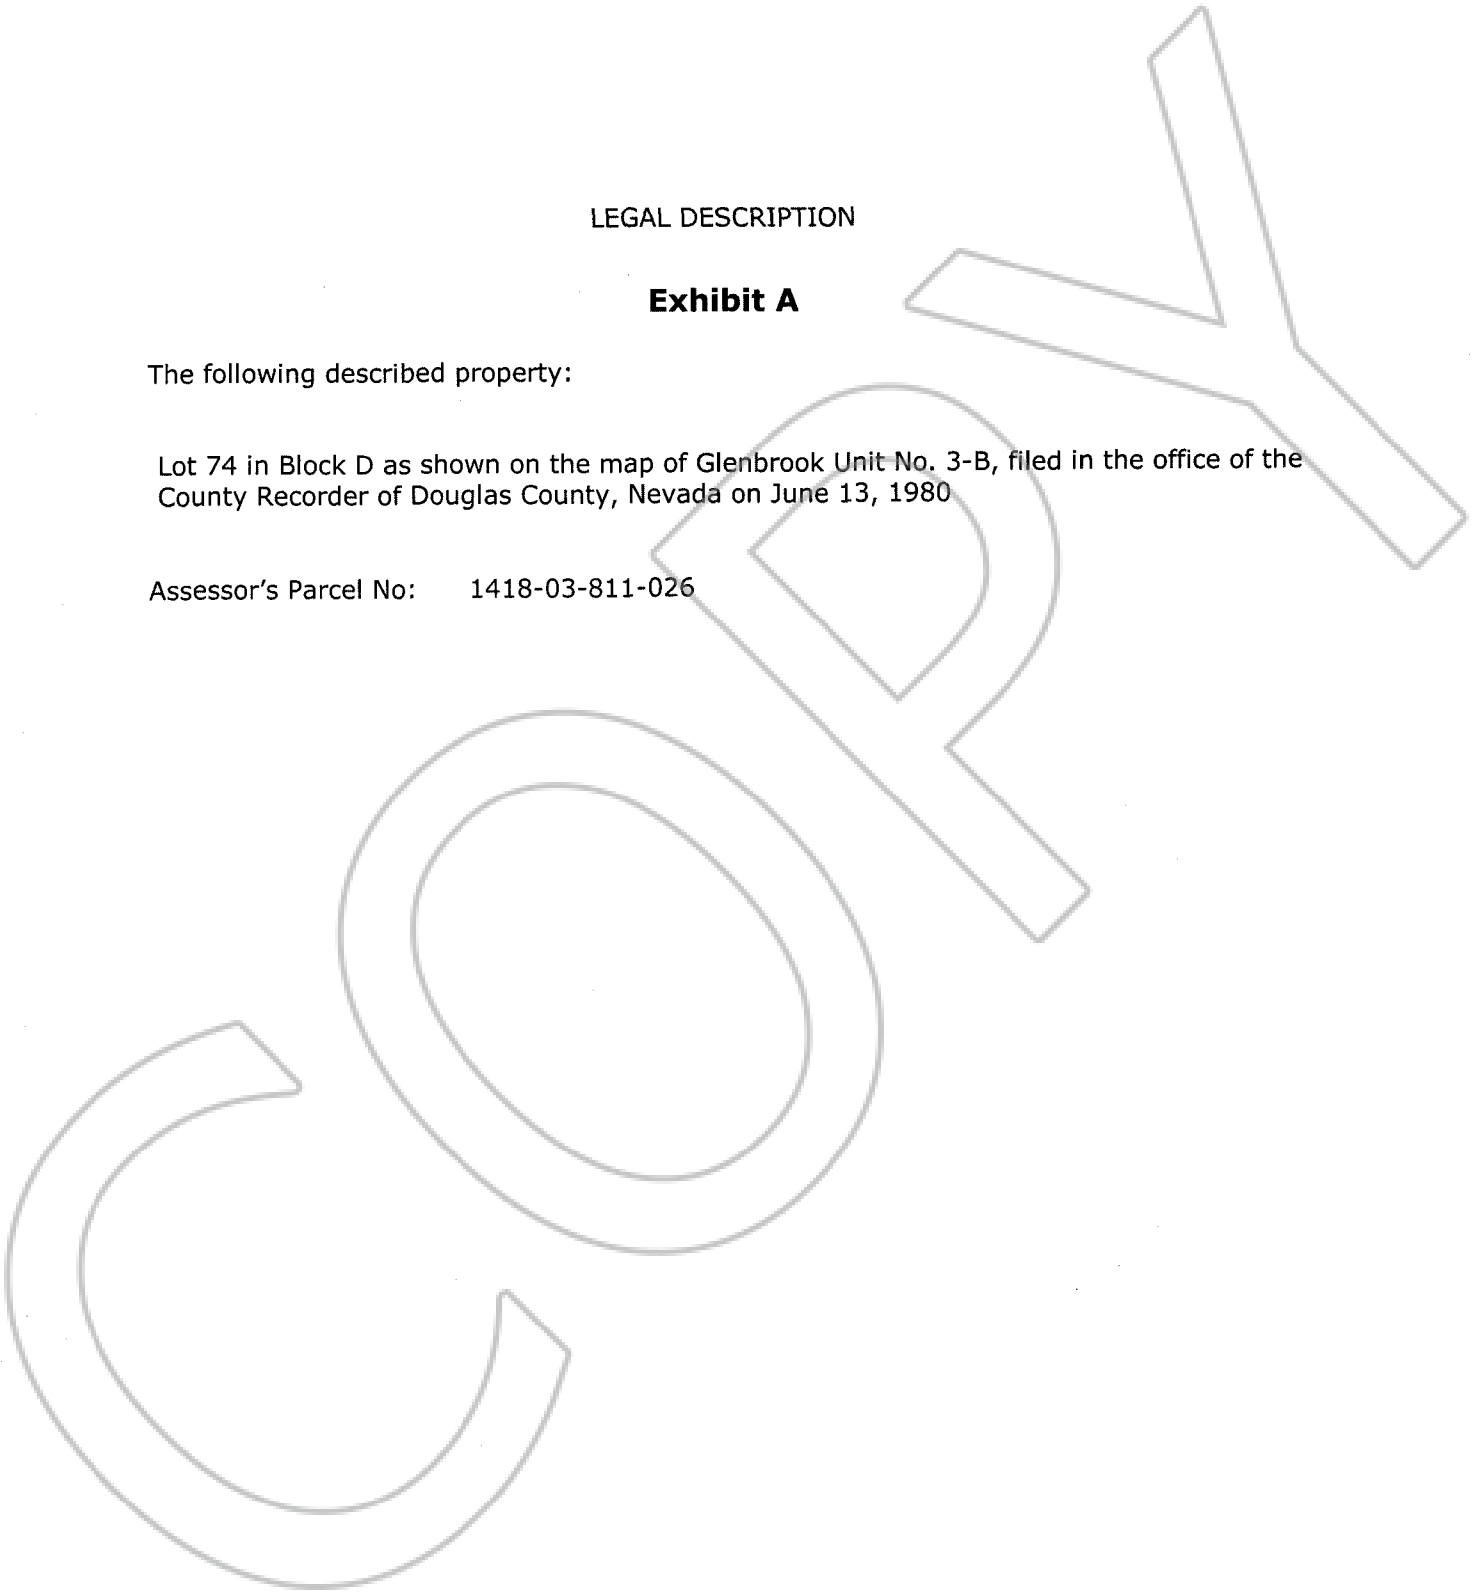 LEGAL DESCRIPTION
Exhibit A
The following described property:
Lot 74 in Block D as shown on the map of Glenbrook Unit No. 3-B, filed in the office of the
County Recorder of Douglas County, Nevada on June 13, 1980
Assessor's Parcel No: 1418-03-811-026
COPY